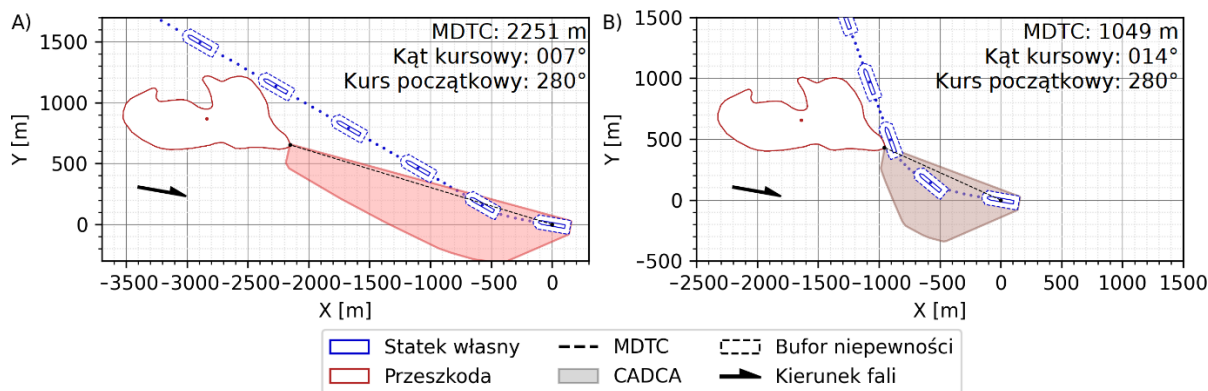 A)
MDTC: 2251 m
Kąt kursowy: 007°
Kurs początkowy: 280°
1500
1000
500
0
Y [m]
−3500 −3000 −2500 −2000 −1500 −1000 −500 0
X [m]
B)
MDTC: 1049 m
Kąt kursowy: 014°
Kurs początkowy: 280°
1500
1000
500
0
−500
Y [m]
−2500 −2000 −1500 −1000 −500 0 500 1000 1500
X [m]
Statek własny MDTC Bufor niepewności
Przeszkoda CADCA Kierunek fali